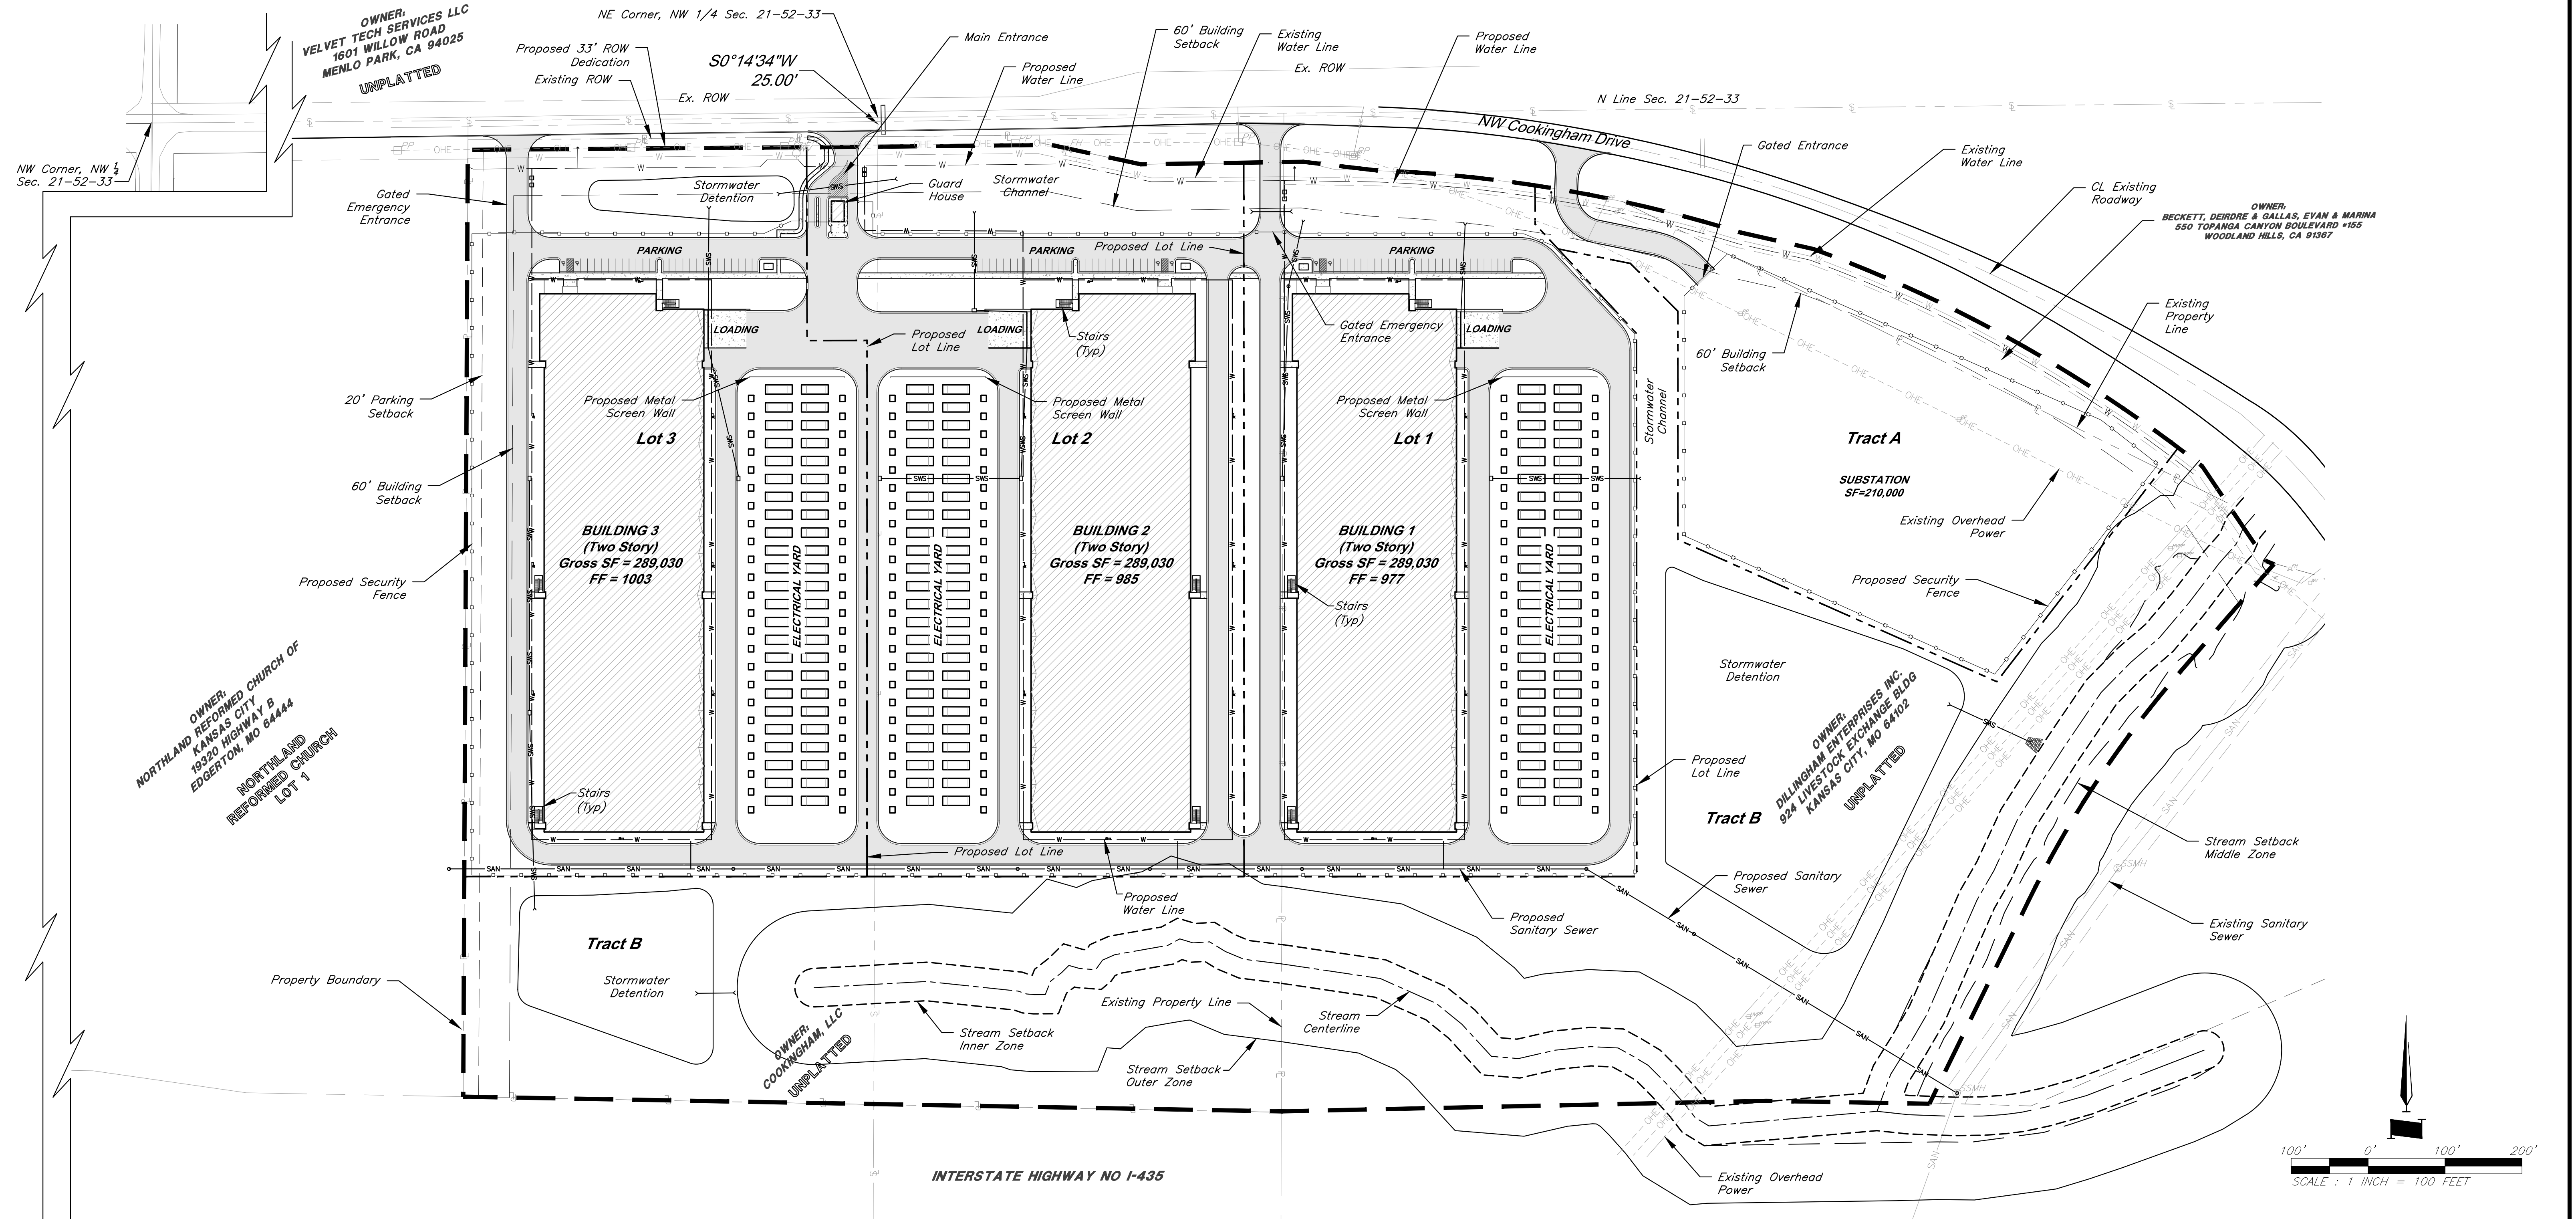 OWNER:
VELVET TECH SERVICES LLC
1601 WILLOW ROAD
MENLO PARK, CA 94025
UNPLATTED
NE Corner, NW 1/4 Sec. 21-52-33
Proposed 33' ROW
Dedication
Existing ROW
S0°14'34"W
25.00'
Ex. ROW
Main Entrance
Proposed
Water Line
60' Building
Setback
Existing
Water Line
Ex. ROW
Proposed
Water Line
N Line Sec. 21-52-33
NW Cookingham Drive
Gated Entrance
Existing
Water Line
CL Existing
Roadway
OWNER:
BECKETT, DEIRDRE & GALLAS, EVAN & MARINA
550 TOPANGA CANYON BOULEVARD #155
WOODLAND HILLS, CA 91367
NW Corner, NW ¼
Sec. 21-52-33
Gated
Emergency
Entrance
Stormwater
Detention
Guard
House
Stormwater
Channel
PARKING
PARKING
Proposed Lot Line
PARKING
LOADING
Proposed
Lot Line
LOADING
Stairs
(Typ)
Gated Emergency
Entrance
LOADING
60' Building
Setback
Existing
Property
Line
20' Parking
Setback
Proposed Metal
Screen Wall
Proposed Metal
Screen Wall
Proposed Metal
Screen Wall
Stormwater
Channel
Lot 3
Lot 2
Lot 1
Tract A
60' Building
Setback
SUBSTATION
SF=210,000
Existing Overhead
Power
BUILDING 3
(Two Story)
Gross SF = 289,030
FF = 1003
ELECTRICAL YARD
ELECTRICAL YARD
BUILDING 2
(Two Story)
Gross SF = 289,030
FF = 985
BUILDING 1
(Two Story)
Gross SF = 289,030
FF = 977
ELECTRICAL YARD
Proposed Security
Fence
Proposed Security
Fence
Stairs
(Typ)
OWNER:
NORTHLAND REFORMED CHURCH OF
KANSAS CITY
19320 HIGHWAY B
EDGERTON, MO 64444
NORTHLAND
REFORMED CHURCH
LOT 1
Stormwater
Detention
OWNER:
DILLINGHAM ENTERPRISES INC.
924 LIVESTOCK EXCHANGE BLDG
KANSAS CITY, MO 64102
UNPLATTED
Stairs
(Typ)
Proposed
Lot Line
Tract B
Stream Setback
Middle Zone
Proposed Lot Line
Proposed
Water Line
Proposed
Sanitary Sewer
Proposed Sanitary
Sewer
Existing Sanitary
Sewer
Tract B
Stormwater
Detention
Property Boundary
OWNER:
COOKINGHAM, LLC
UNPLATTED
Stream Setback
Inner Zone
Existing Property Line
Stream
Centerline
Stream Setback
Outer Zone
INTERSTATE HIGHWAY NO I-435
Existing Overhead
Power
100' 0' 100' 200'
SCALE : 1 INCH = 100 FEET